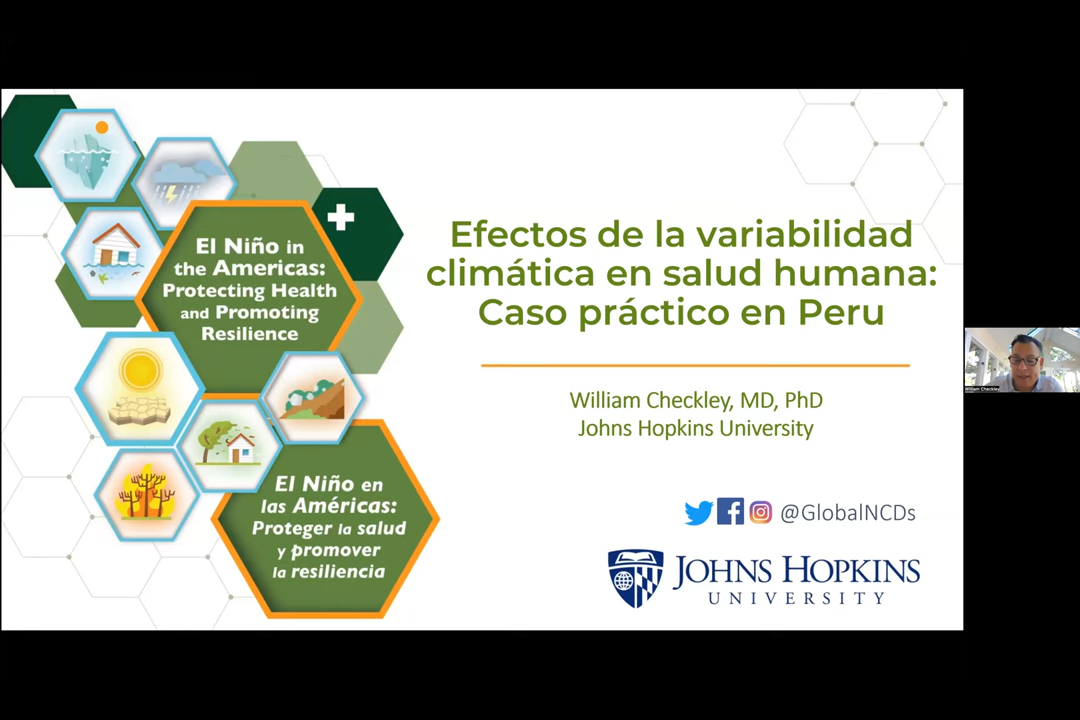 El Niño in
the Americas:
Protecting Health
and Promoting
Resilience
El Niño en
las Américas:
Proteger la salud
y promover
la resiliencia
Efectos de la variabilidad
climática en salud humana:
Caso práctico en Peru
William Checkley, MD, PhD
Johns Hopkins University
@GlobalNCDs
JOHNS HOPKINS
UNIVERSITY
William Checkley